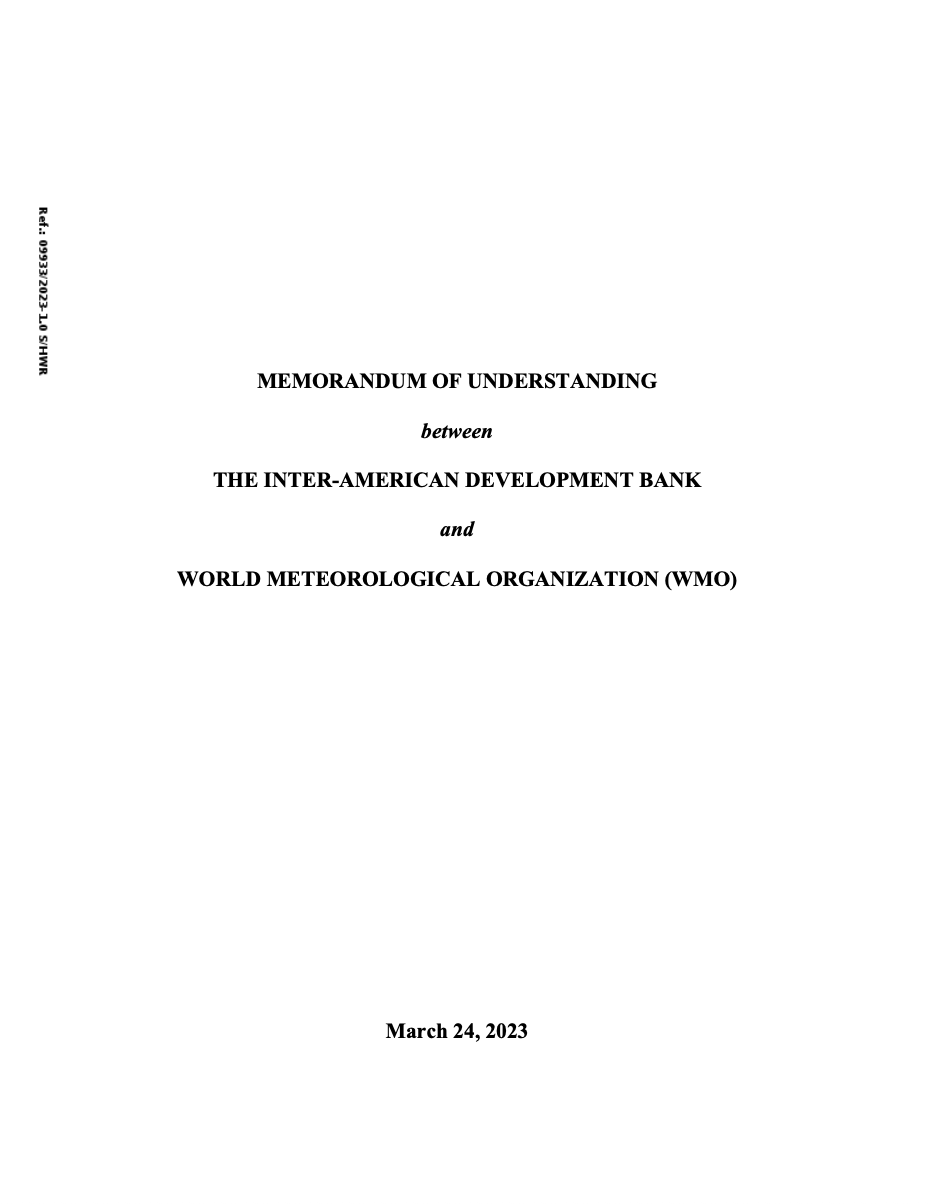 Ref.: 09933/2023-1.0 S/HWR
MEMORANDUM OF UNDERSTANDING
between
THE INTER-AMERICAN DEVELOPMENT BANK
and
WORLD METEOROLOGICAL ORGANIZATION (WMO)
March 24, 2023